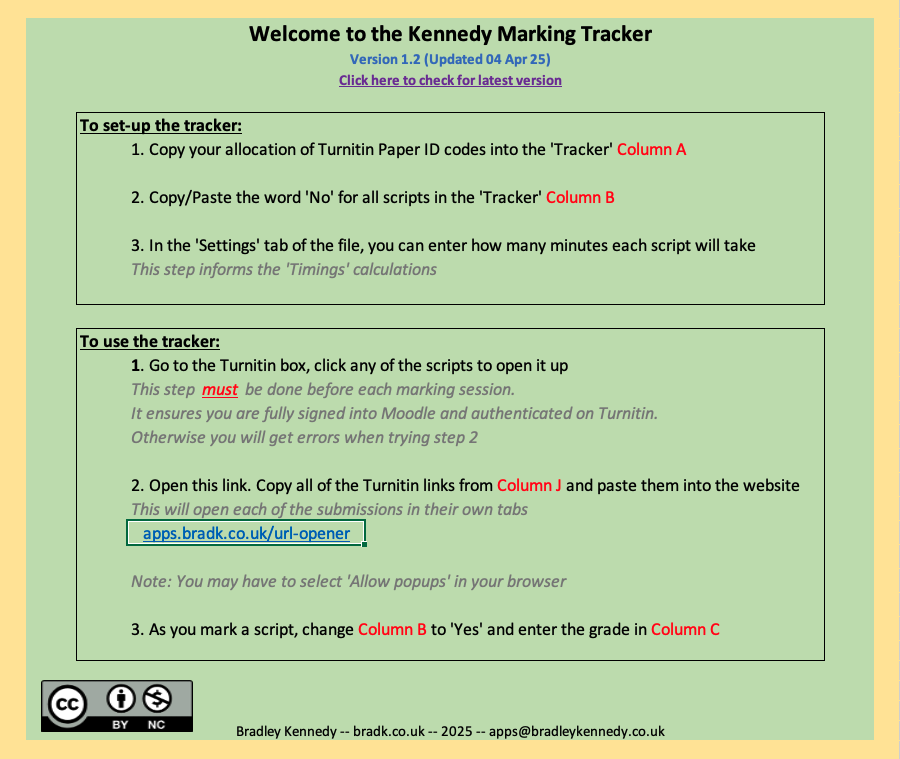 Welcome to the Kennedy Marking Tracker
Version 1.2 (Updated 04 Apr 25)
Click here to check for latest version
To set-up the tracker:
1. Copy your allocation of Turnitin Paper ID codes into the 'Tracker' Column A
2. Copy/Paste the word 'No' for all scripts in the 'Tracker' Column B
3. In the 'Settings' tab of the file, you can enter how many minutes each script will take
This step informs the 'Timings' calculations
To use the tracker:
1. Go to the Turnitin box, click any of the scripts to open it up
This step must be done before each marking session.
It ensures you are fully signed into Moodle and authenticated on Turnitin.
Otherwise you will get errors when trying step 2
2. Open this link. Copy all of the Turnitin links from Column J and paste them into the website
This will open each of the submissions in their own tabs
apps.bradk.co.uk/url-opener
Note: You may have to select 'Allow popups' in your browser
3. As you mark a script, change Column B to 'Yes' and enter the grade in Column C
cc
BY NC
Bradley Kennedy -- bradk.co.uk -- 2025 -- apps@bradleykennedy.co.uk